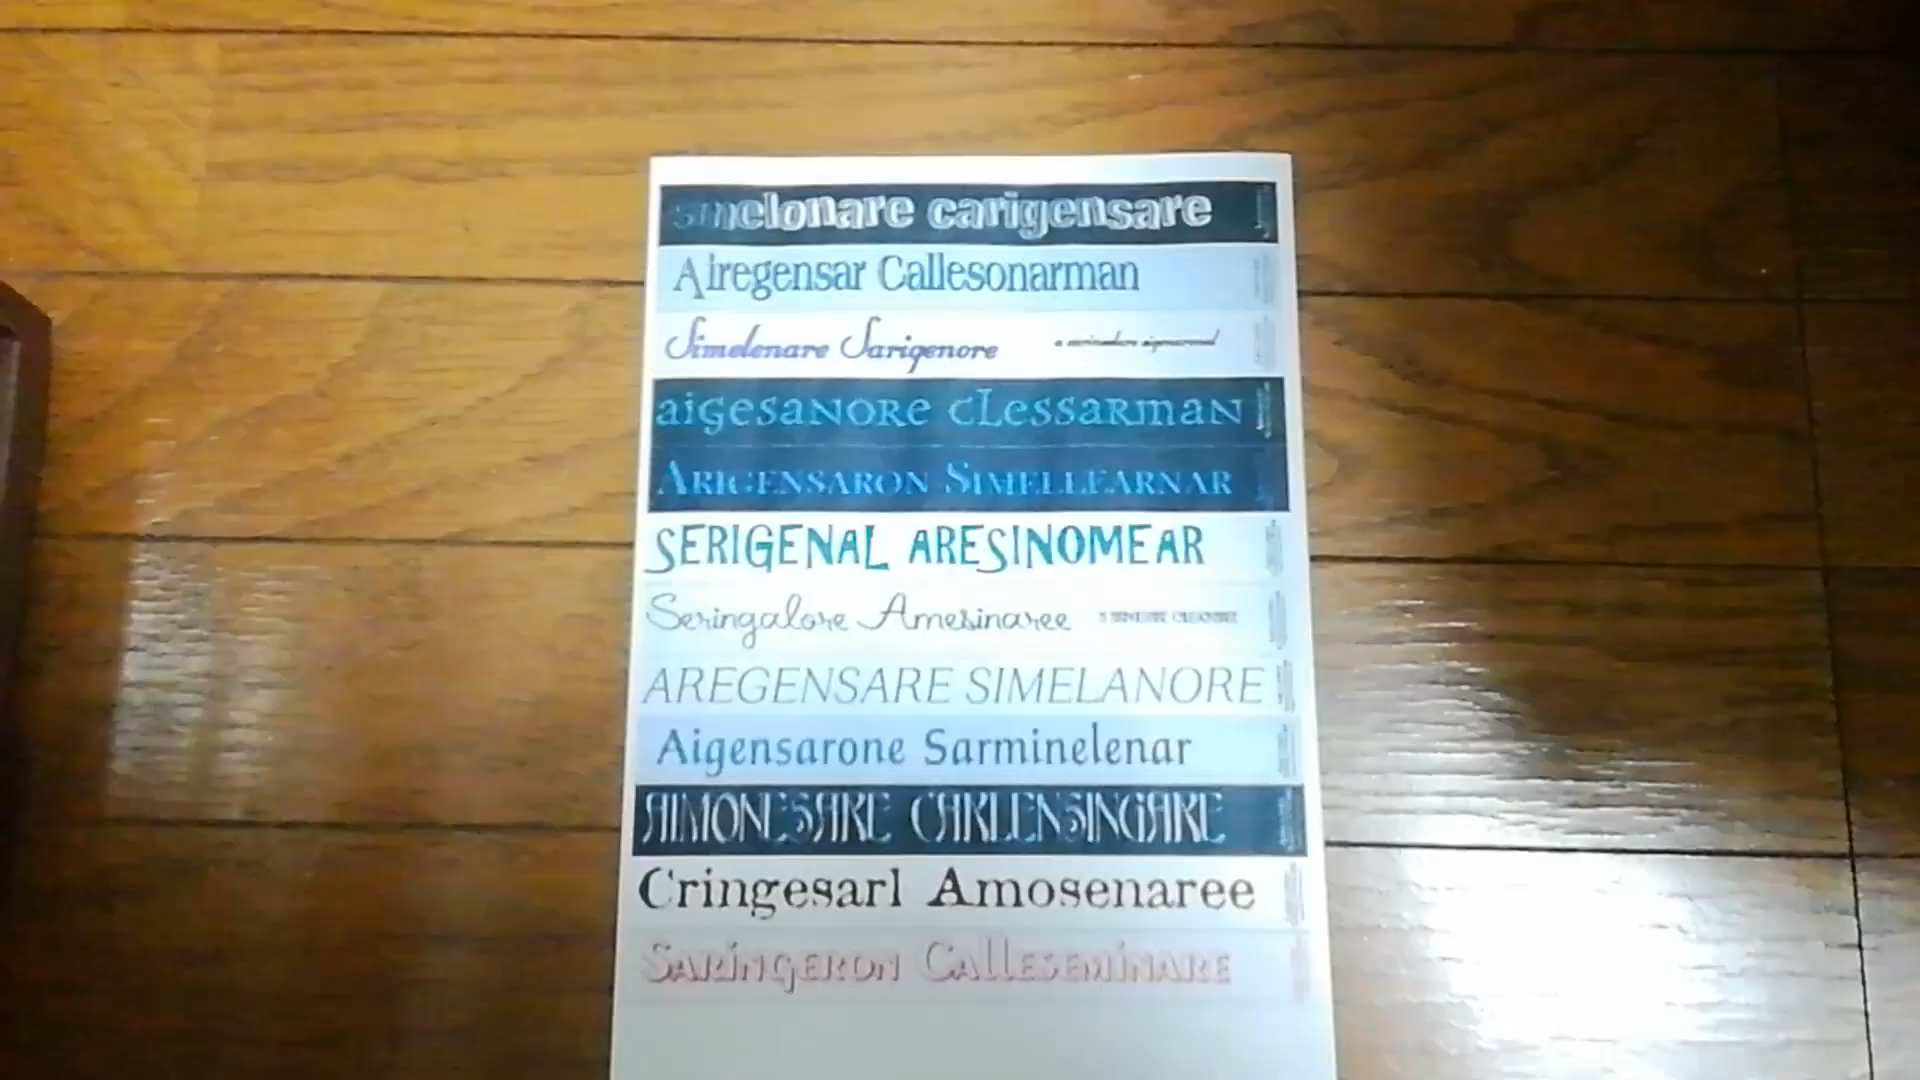 simelonare carigensare
Airegensar Callesonarman
Simelenare Sarigenore
aigesanore clessarman
Arigensaron Simellearnar
SERIGENAL ARESINOMEAR
Seringalore Amesinaree
AREGENSARE SIMELANORE
Aigensarone Sarminelenar
AIMONESARE CARLENSINGARE
Cringesarl Amosenaree
Saringeron Calleseminare